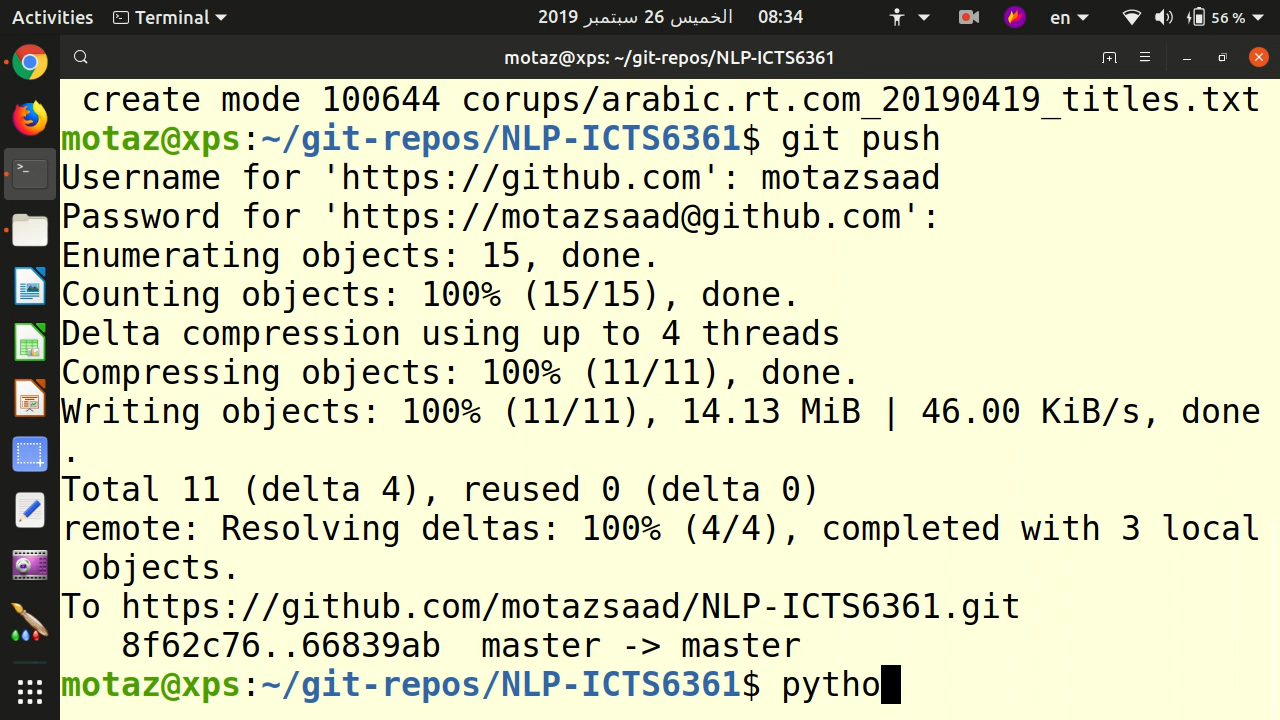 Activities Terminal الخميس 26 سبتمبر 2019 08:34 en 56 %
motaz@xps: ~/git-repos/NLP-ICTS6361
create mode 100644 corups/arabic.rt.com_20190419_titles.txt
motaz@xps:~/git-repos/NLP-ICTS6361$ git push
Username for 'https://github.com': motazsaad
Password for 'https://motazsaad@github.com':
Enumerating objects: 15, done.
Counting objects: 100% (15/15), done.
Delta compression using up to 4 threads
Compressing objects: 100% (11/11), done.
Writing objects: 100% (11/11), 14.13 MiB | 46.00 KiB/s, done
.
Total 11 (delta 4), reused 0 (delta 0)
remote: Resolving deltas: 100% (4/4), completed with 3 local
objects.
To https://github.com/motazsaad/NLP-ICTS6361.git
8f62c76..66839ab  master -> master
motaz@xps:~/git-repos/NLP-ICTS6361$ pytho